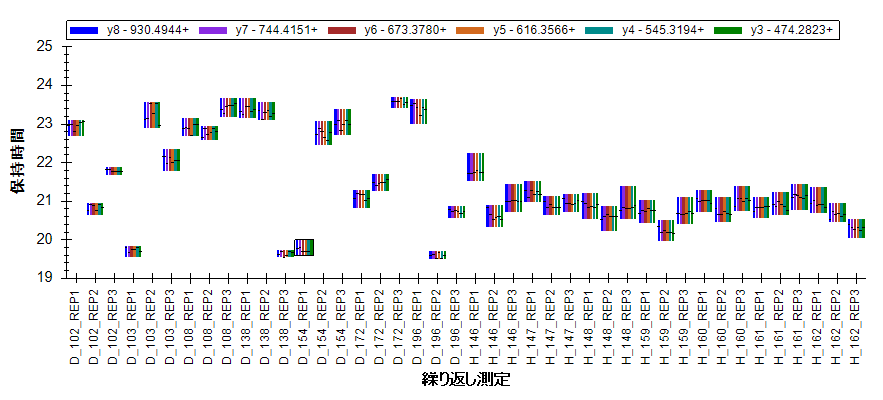 y8 - 930.4944+ y7 - 744.4151+ y6 - 673.3780+ y5 - 616.3566+ y4 - 545.3194+ y3 - 474.2823+
保持時間
25
24
23
22
21
20
19
D_102_REP1
D_102_REP2
D_102_REP3
D_103_REP1
D_103_REP2
D_103_REP3
D_108_REP1
D_108_REP2
D_108_REP3
D_138_REP1
D_138_REP2
D_138_REP3
D_154_REP1
D_154_REP2
D_154_REP3
D_172_REP1
D_172_REP2
D_172_REP3
D_196_REP1
D_196_REP2
D_196_REP3
H_146_REP1
H_146_REP2
H_146_REP3
H_147_REP1
H_147_REP2
H_147_REP3
H_148_REP1
H_148_REP2
H_148_REP3
H_159_REP1
H_159_REP2
H_159_REP3
H_160_REP1
H_160_REP2
H_160_REP3
H_161_REP1
H_161_REP2
H_161_REP3
H_162_REP1
H_162_REP2
H_162_REP3
繰り返し測定